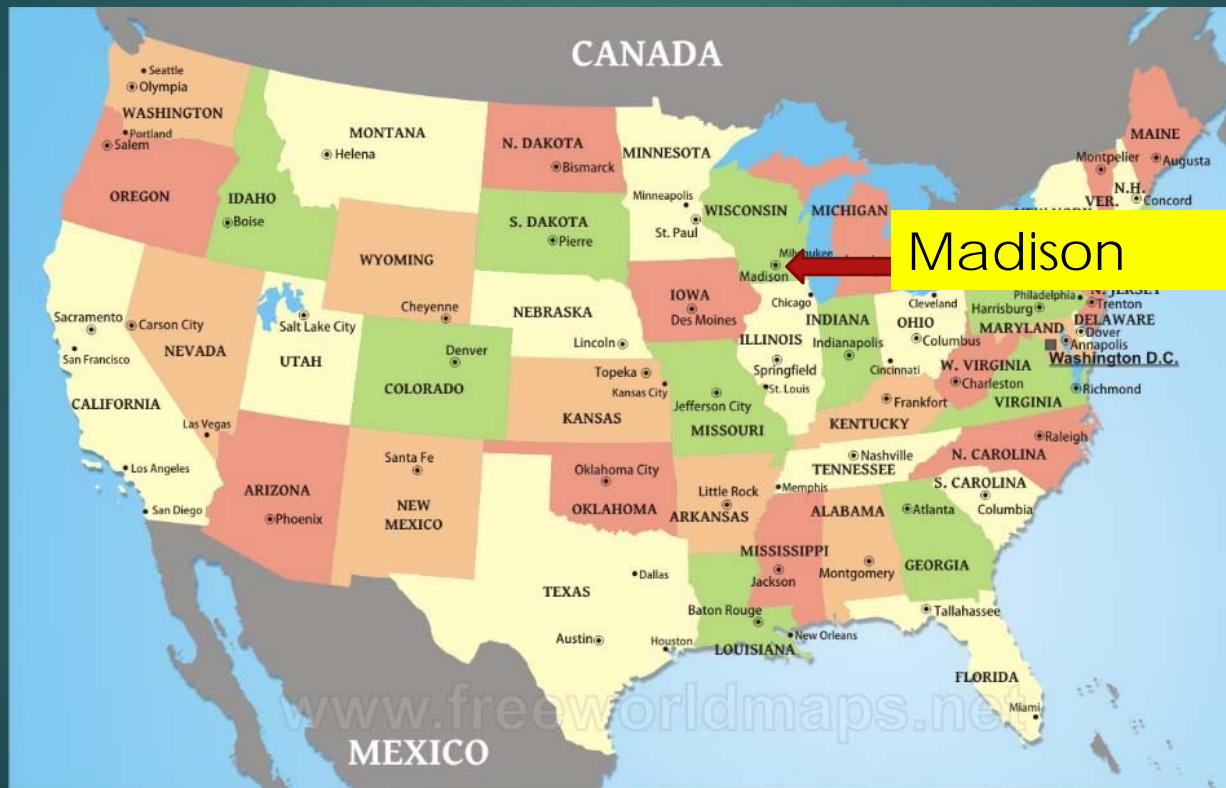 CANADA
Seattle
Olympia
WASHINGTON
Portland
Salem
OREGON
IDAHO
Boise
MONTANA
Helena
N. DAKOTA
Bismarck
S. DAKOTA
Pierre
MINNESOTA
Minneapolis
St. Paul
WISCONSIN
Madison
MICHIGAN
Madison
MAINE
Augusta
Montpelier
VER.
N.H.
Concord
WYOMING
Cheyenne
NEBRASKA
Lincoln
IOWA
Des Moines
Chicago
ILLINOIS
Springfield
INDIANA
Indianapolis
OHIO
Columbus
Cleveland
Cincinnati
Philadelphia
Harrisburg
Trenton
MARYLAND
DELAWARE
Dover
Annapolis
Washington D.C.
W. VIRGINIA
Charleston
Richmond
VIRGINIA
Sacramento
San Francisco
Carson City
NEVADA
CALIFORNIA
Las Vegas
Los Angeles
San Diego
Salt Lake City
UTAH
Denver
COLORADO
Topeka
Kansas City
KANSAS
Jefferson City
St. Louis
MISSOURI
Frankfort
KENTUCKY
Nashville
TENNESSEE
Memphis
Raleigh
N. CAROLINA
S. CAROLINA
Columbia
ARIZONA
Phoenix
Santa Fe
NEW
MEXICO
Oklahoma City
OKLAHOMA
Little Rock
ARKANSAS
MISSISSIPPI
Jackson
ALABAMA
Montgomery
Atlanta
GEORGIA
TEXAS
Dallas
Austin
Houston
Baton Rouge
New Orleans
LOUISIANA
Tallahassee
FLORIDA
Miami
www.freeworldmaps.net
MEXICO